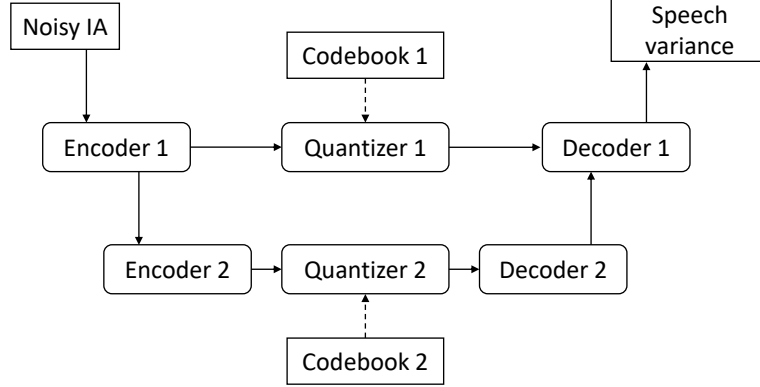 Noisy IA
Speech
variance
Codebook 1
Encoder 1
Quantizer 1
Decoder 1
Encoder 2
Quantizer 2
Decoder 2
Codebook 2